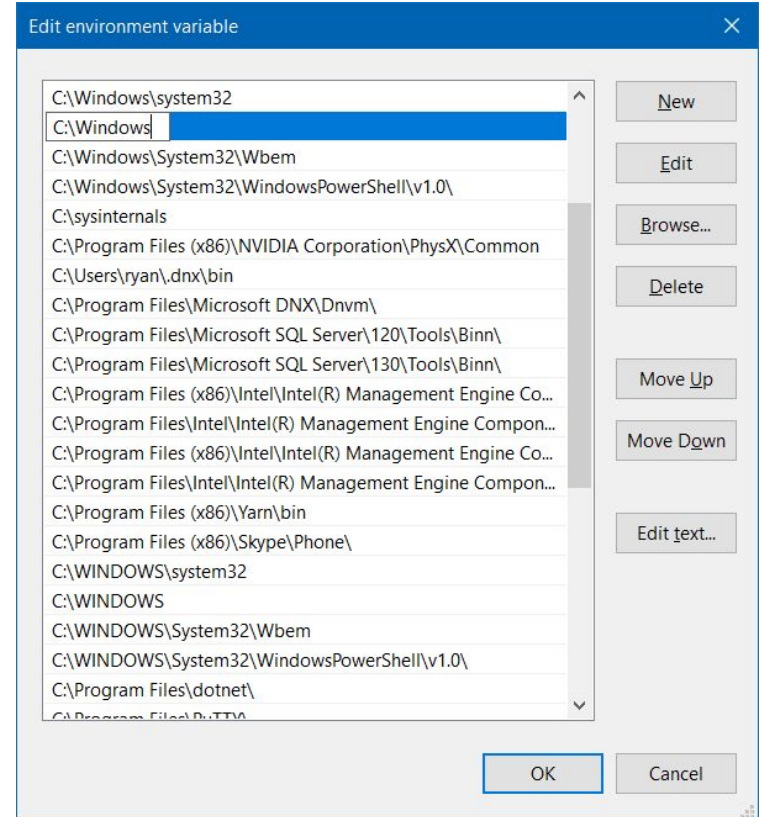 Edit environment variable
C:\Windows\system32
C:\Windows
C:\Windows\System32\Wbem
C:\Windows\System32\WindowsPowerShell\v1.0\
C:\sysinternals
C:\Program Files (x86)\NVIDIA Corporation\PhysX\Common
C:\Users\ryan\.dnx\bin
C:\Program Files\Microsoft DNX\Dnvm\
C:\Program Files\Microsoft SQL Server\120\Tools\Binn\
C:\Program Files\Microsoft SQL Server\130\Tools\Binn\
C:\Program Files (x86)\Intel\Intel(R) Management Engine Co...
C:\Program Files\Intel\Intel(R) Management Engine Compon...
C:\Program Files (x86)\Intel\Intel(R) Management Engine Co...
C:\Program Files\Intel\Intel(R) Management Engine Compon...
C:\Program Files (x86)\Yarn\bin
C:\Program Files (x86)\Skype\Phone\
C:\WINDOWS\system32
C:\WINDOWS
C:\WINDOWS\System32\Wbem
C:\WINDOWS\System32\WindowsPowerShell\v1.0\
C:\Program Files\dotnet\
C:\Program Files\PuTTY\
New
Edit
Browse...
Delete
Move Up
Move Down
Edit text...
OK
Cancel